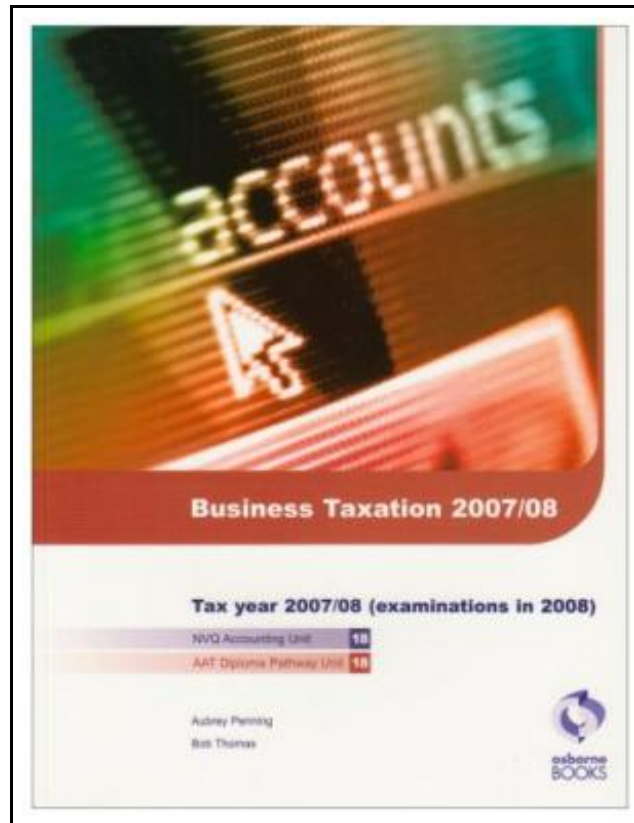 accounts
Business Taxation 2007/08
Tax year 2007/08 (examinations in 2008)
NVQ Accounting Unit 18
AAT Diploma Pathway Unit 18
Aubrey Penning
Bob Thomas
osborne
BOOKS